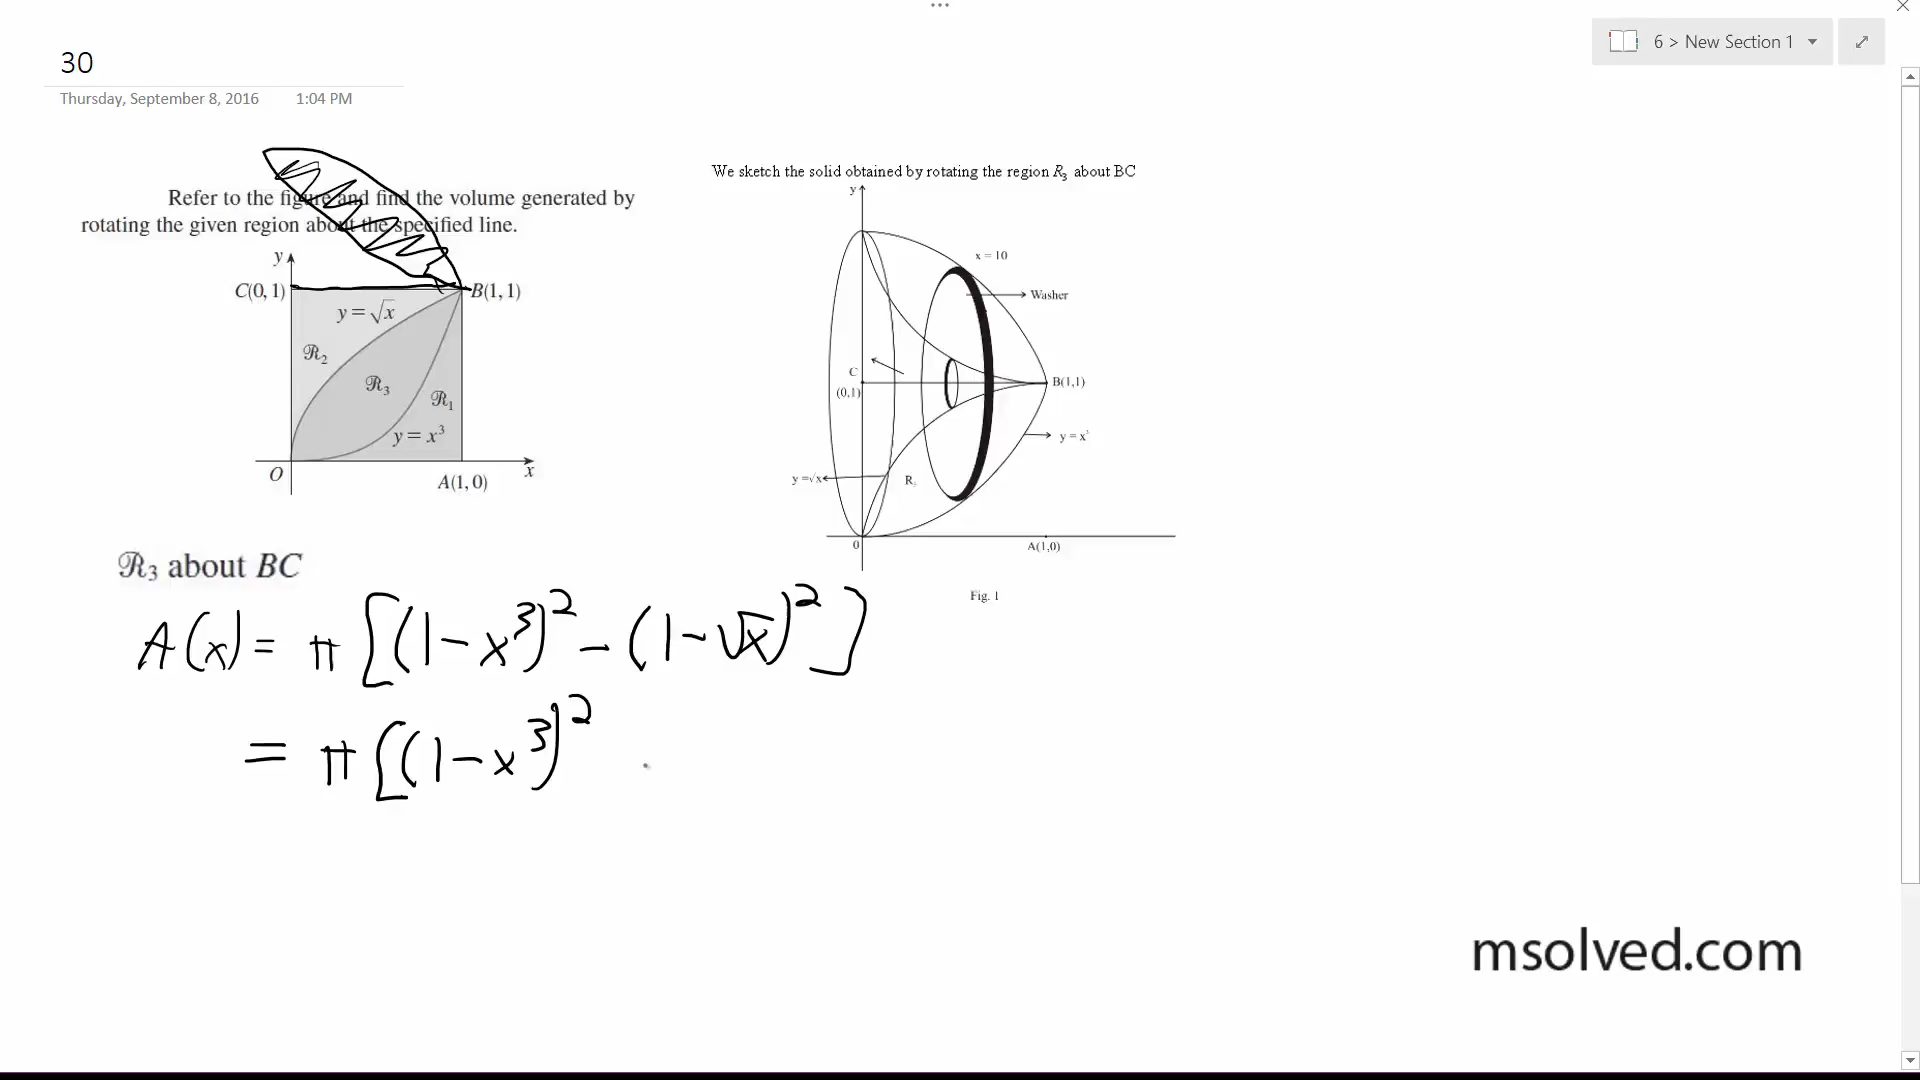 6 > New Section 1
30
Thursday, September 8, 2016 1:04 PM
Refer to the figure and find the volume generated by
rotating the given region about the specified line.
y
C(0, 1)
B(1, 1)
y = √x
ℛ₂
ℛ₃
ℛ₁
y = x³
O
A(1, 0)
x
We sketch the solid obtained by rotating the region R₃ about BC
y
x = 10
Washer
C
(0,1)
B(1,1)
y = x³
y =√x
R₃
0
A(1,0)
Fig. 1
ℛ₃ about BC
A(x) = π [(1-x³)² - (1-√x)²]
= π [(1-x³)²
msolved.com